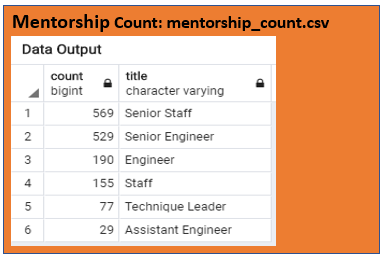 Mentorship Count: mentorship_count.csv
Data Output
count title
bigint character varying
1 569 Senior Staff
2 529 Senior Engineer
3 190 Engineer
4 155 Staff
5 77 Technique Leader
6 29 Assistant Engineer